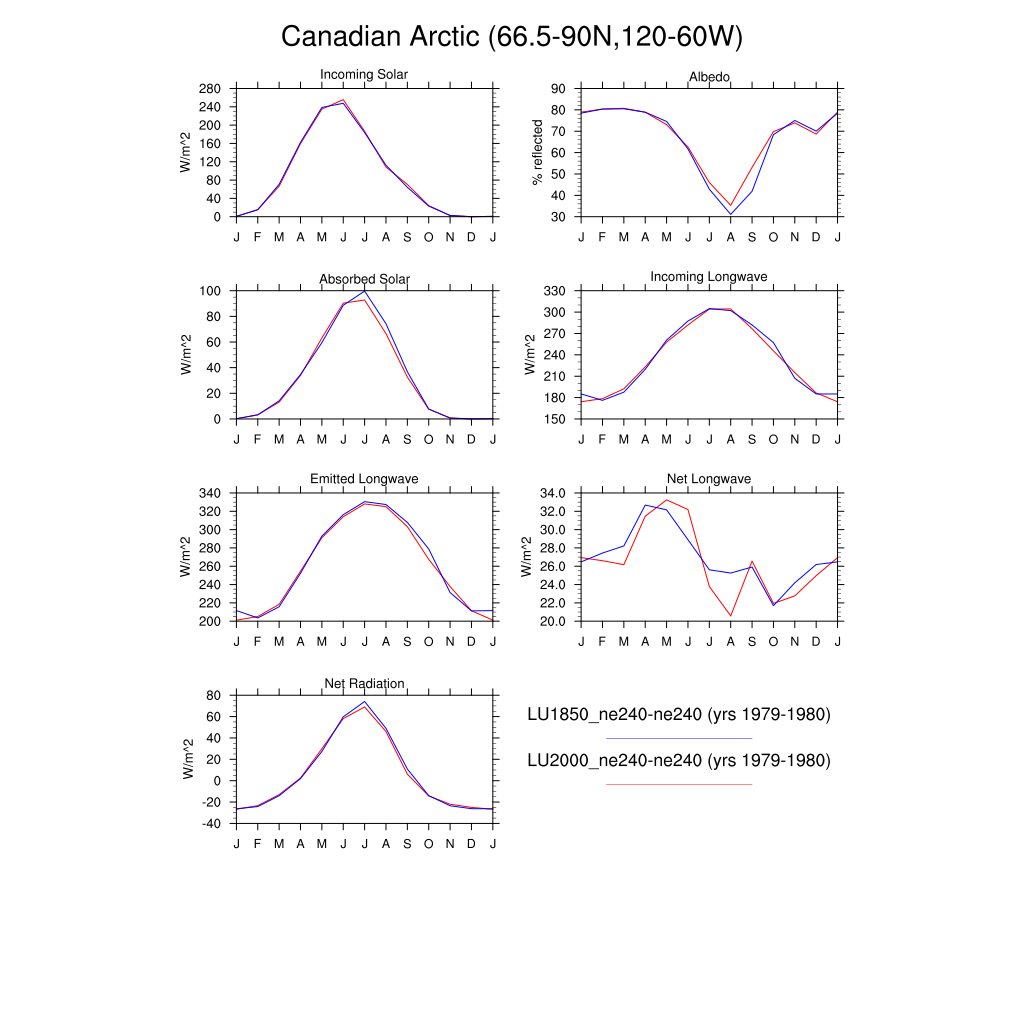 Canadian Arctic (66.5-90N,120-60W)
Incoming Solar
W/m^2
280
240
200
160
120
80
40
0
J F M A M J J A S O N D J
Albedo
% reflected
90
80
70
60
50
40
30
J F M A M J J A S O N D J
Absorbed Solar
W/m^2
100
80
60
40
20
0
J F M A M J J A S O N D J
Incoming Longwave
W/m^2
330
300
270
240
210
180
150
J F M A M J J A S O N D J
Emitted Longwave
W/m^2
340
320
300
280
260
240
220
200
J F M A M J J A S O N D J
Net Longwave
W/m^2
34.0
32.0
30.0
28.0
26.0
24.0
22.0
20.0
J F M A M J J A S O N D J
Net Radiation
W/m^2
80
60
40
20
0
-20
-40
J F M A M J J A S O N D J
LU1850_ne240-ne240 (yrs 1979-1980)
LU2000_ne240-ne240 (yrs 1979-1980)